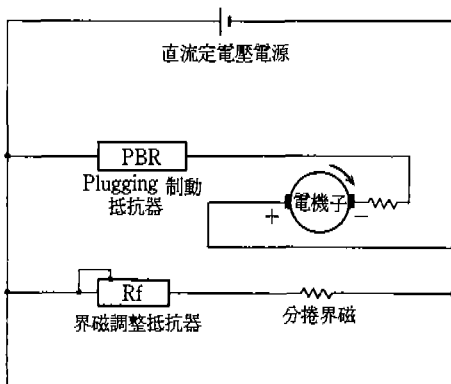 直流定電壓電源
PBR
Plugging 制動
抵抗器
電機子
+
−
Rf
界磁調整抵抗器
分捲界磁